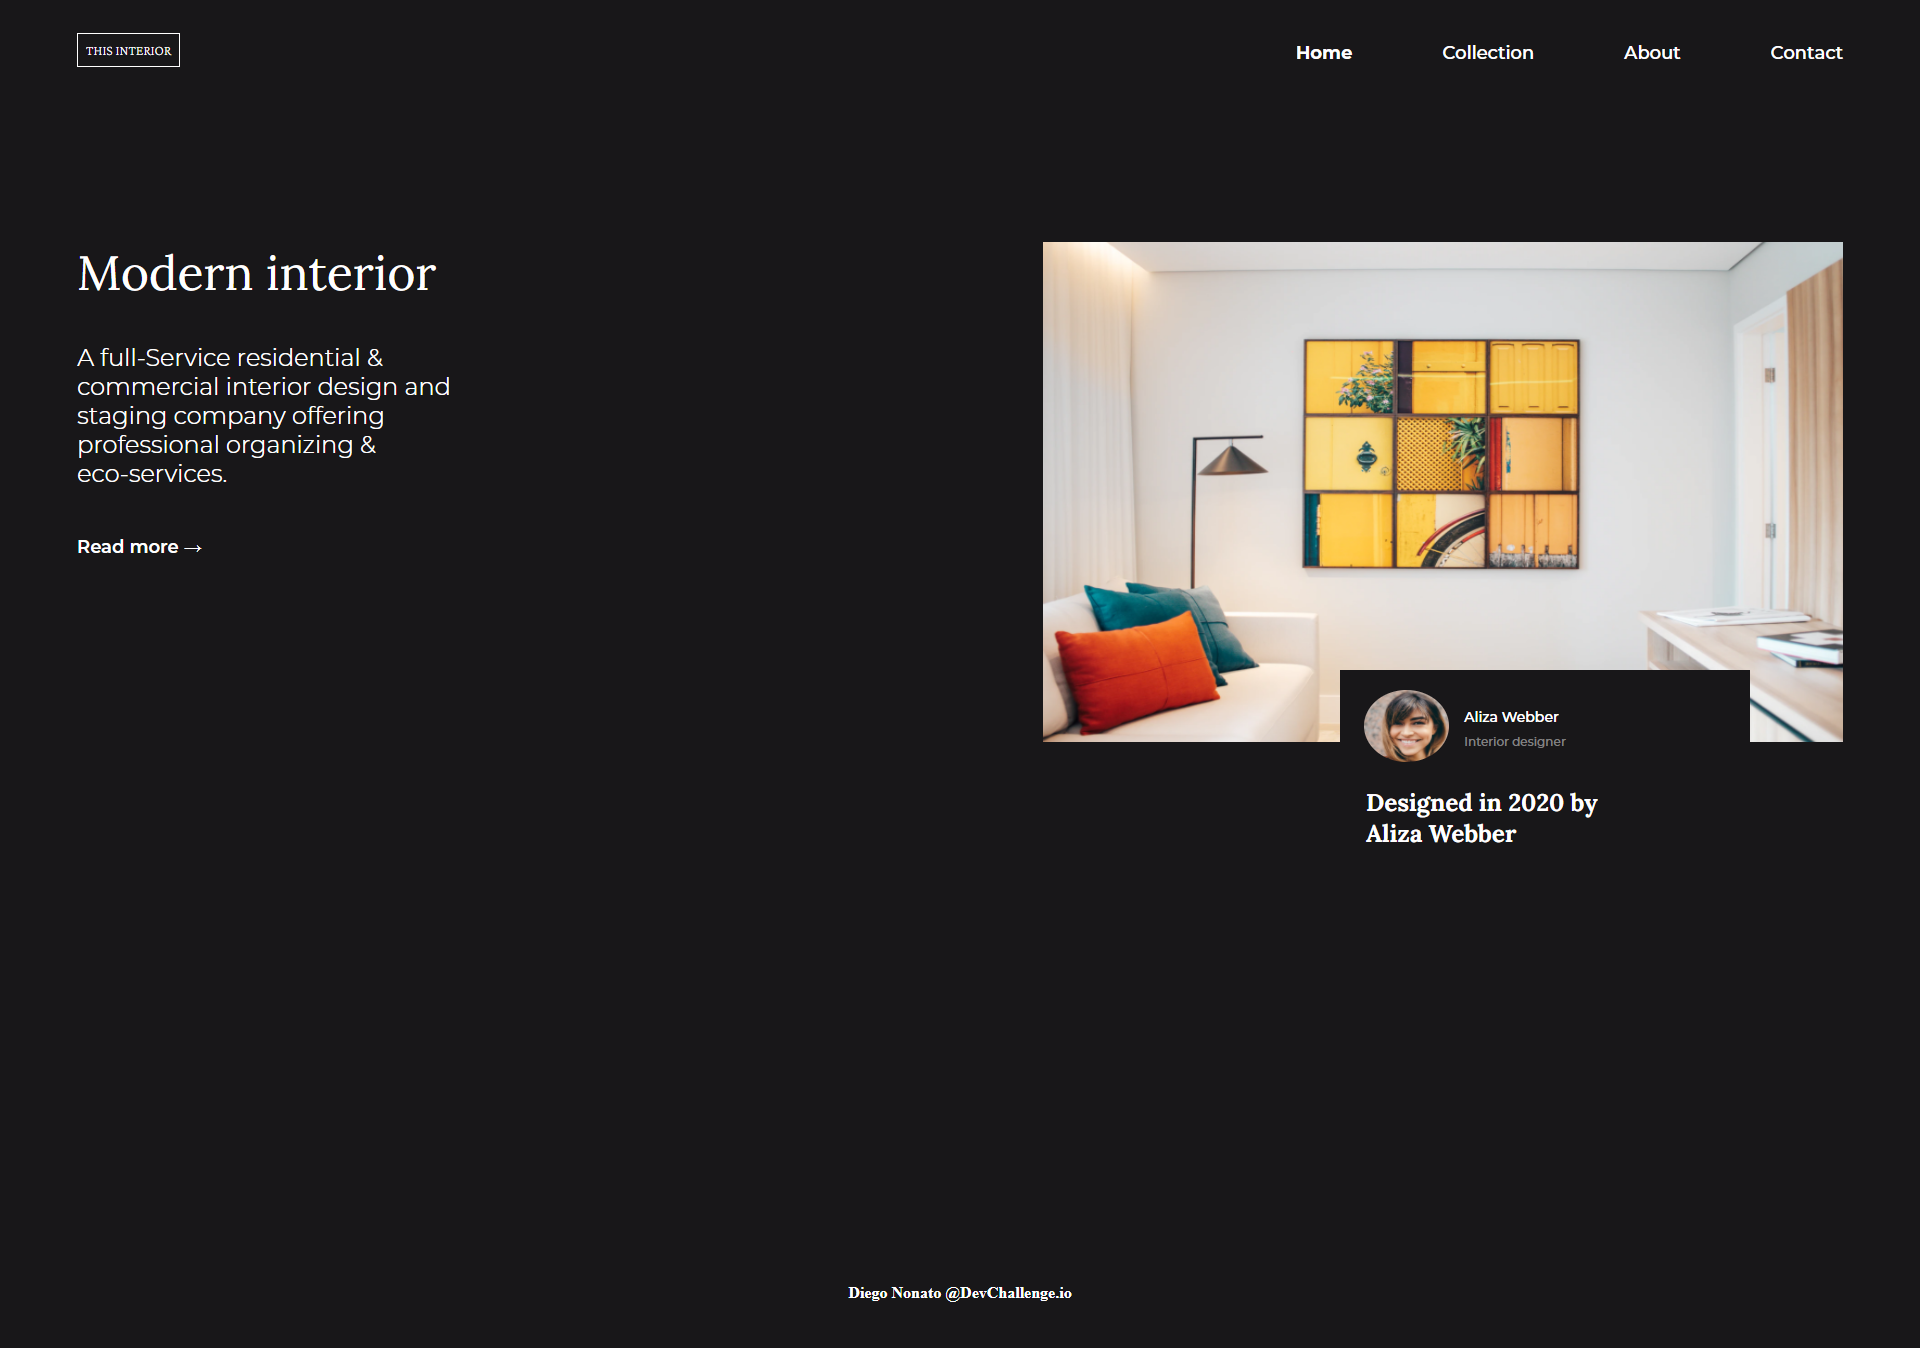 THIS INTERIOR
Home Collection About Contact
Modern interior
A full-Service residential &
commercial interior design and
staging company offering
professional organizing &
eco-services.
Read more →
Aliza Webber
Interior designer
Designed in 2020 by
Aliza Webber
Diego Nonato @DevChallenge.io